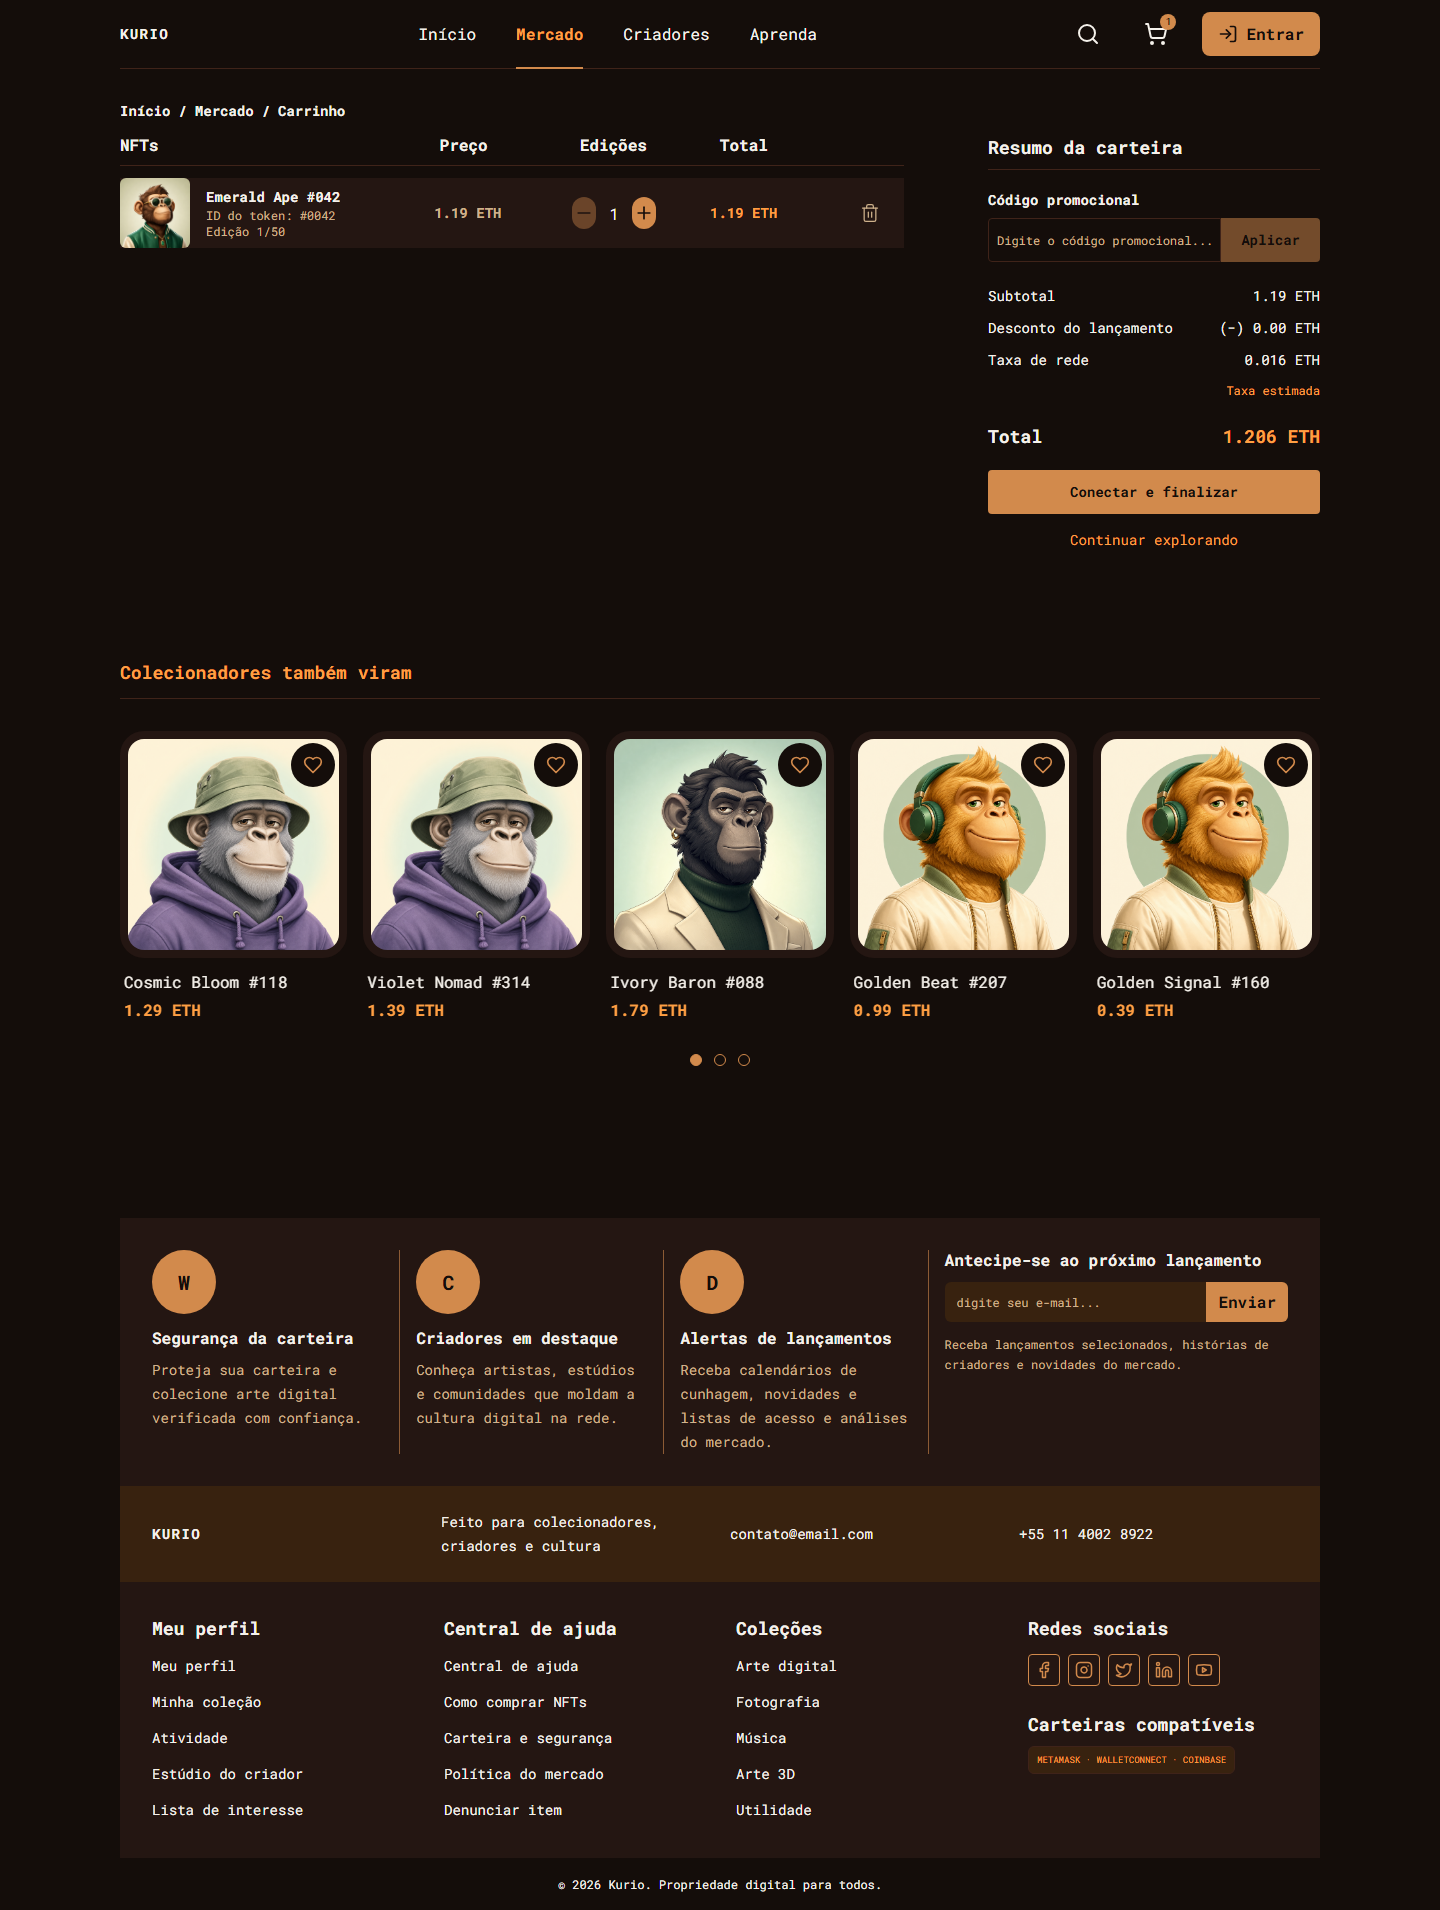 KURIO
Início
Mercado
Criadores
Aprenda
1
Entrar
Início / Mercado / Carrinho
NFTs
Preço
Edições
Total
Emerald Ape #042
ID do token: #0042
Edição 1/50
1.19 ETH
1
1.19 ETH
Resumo da carteira
Código promocional
Digite o código promocional...
Aplicar
Subtotal
1.19 ETH
Desconto do lançamento
(-) 0.00 ETH
Taxa de rede
0.016 ETH
Taxa estimada
Total
1.206 ETH
Conectar e finalizar
Continuar explorando
Colecionadores também viram
Cosmic Bloom #118
1.29 ETH
Violet Nomad #314
1.39 ETH
Ivory Baron #088
1.79 ETH
Golden Beat #207
0.99 ETH
Golden Signal #160
0.39 ETH
W
Segurança da carteira
Proteja sua carteira e
colecione arte digital
verificada com confiança.
C
Criadores em destaque
Conheça artistas, estúdios
e comunidades que moldam a
cultura digital na rede.
D
Alertas de lançamentos
Receba calendários de
cunhagem, novidades e
listas de acesso e análises
do mercado.
Antecipe-se ao próximo lançamento
digite seu e-mail...
Enviar
Receba lançamentos selecionados, histórias de
criadores e novidades do mercado.
KURIO
Feito para colecionadores,
criadores e cultura
contato@email.com
+55 11 4002 8922
Meu perfil
Meu perfil
Minha coleção
Atividade
Estúdio do criador
Lista de interesse
Central de ajuda
Central de ajuda
Como comprar NFTs
Carteira e segurança
Política do mercado
Denunciar item
Coleções
Arte digital
Fotografia
Música
Arte 3D
Utilidade
Redes sociais
Carteiras compatíveis
METAMASK · WALLETCONNECT · COINBASE
© 2026 Kurio. Propriedade digital para todos.